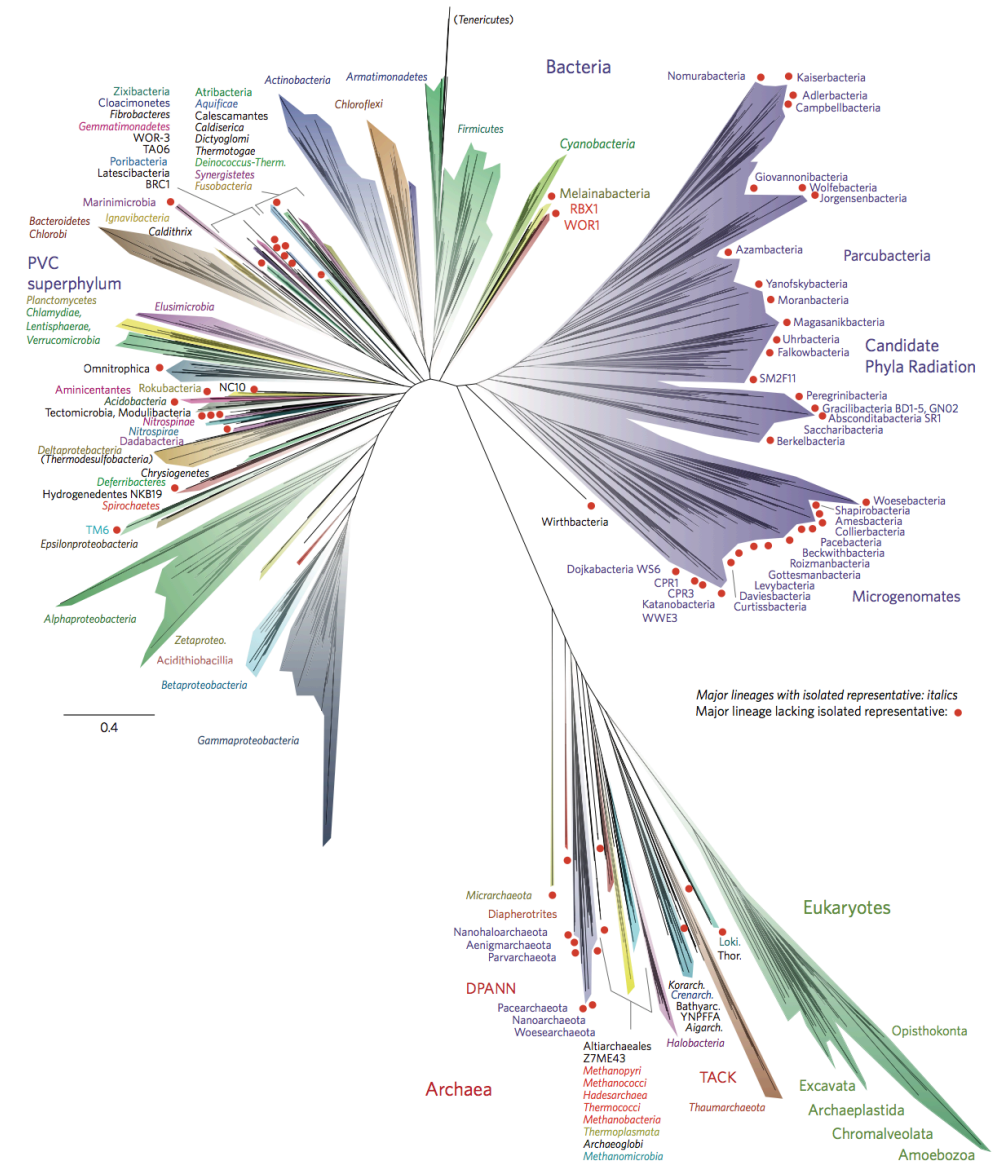 (Tenericutes)
Bacteria
Actinobacteria
Armatimonadetes
Nomurabacteria
Kaiserbacteria
Zixibacteria
Cloacimonetes
Fibrobacteres
Gemmatimonadetes
WOR-3
TA06
Poribacteria
Latescibacteria
BRC1
Atribacteria
Aquificae
Calescamantes
Caldiserica
Dictyoglomi
Thermotogae
Deinococcus-Therm.
Synergistetes
Fusobacteria
Chloroflexi
Firmicutes
Cyanobacteria
Adlerbacteria
Campbellbacteria
Melainabacteria
RBX1
WOR1
Giovannonibacteria
Wolfebacteria
Jorgensenbacteria
Marinimicrobia
Ignavibacteria
Bacteroidetes
Chlorobi
Caldithrix
Azambacteria
Parcubacteria
PVC
superphylum
Planctomycetes
Chlamydiae,
Lentisphaerae,
Verrucomicrobia
Elusimicrobia
Yanofskybacteria
Moranbacteria
Magasanikbacteria
Uhrbacteria
Falkowbacteria
Candidate
Phyla Radiation
SM2F11
Omnitrophica
Aminicentantes
Rokubacteria
NC10
Acidobacteria
Tectomicrobia, Modulibacteria
Nitrospinae
Nitrospirae
Dadabacteria
Deltaprotebacteria
(Thermodesulfobacteria)
Chrysiogenetes
Deferribacteres
Hydrogenedentes NKB19
Spirochaetes
TM6
Epsilonproteobacteria
Peregrinibacteria
Gracilibacteria BD1-5, GN02
Absconditabacteria SR1
Saccharibacteria
Berkelbacteria
Woesebacteria
Shapirobacteria
Amesbacteria
Collierbacteria
Pacebacteria
Beckwithbacteria
Roizmanbacteria
Gottesmanbacteria
Levybacteria
Daviesbacteria
Curtissbacteria
Wirthbacteria
Dojkabacteria WS6
CPR1
CPR3
Katanobacteria
WWE3
Microgenomates
Alphaproteobacteria
Zetaproteo.
Acidithiobacillia
Betaproteobacteria
Gammaproteobacteria
0.4
Major lineages with isolated representative: italics
Major lineage lacking isolated representative:
Micrarchaeota
Diapherotrites
Nanohaloarchaeota
Aenigmarchaeota
Parvarchaeota
DPANN
Pacearchaeota
Nanoarchaeota
Woesearchaeota
Altiarchaeales
Z7ME43
Methanopyri
Methanococci
Hadesarchaea
Thermococci
Methanobacteria
Thermoplasmata
Archaeoglobi
Methanomicrobia
Archaea
Halobacteria
Korarch.
Crenarch.
Bathyarc.
YNPFFA
Aigarch.
Loki.
Thor.
TACK
Thaumarchaeota
Eukaryotes
Opisthokonta
Excavata
Archaeplastida
Chromalveolata
Amoebozoa